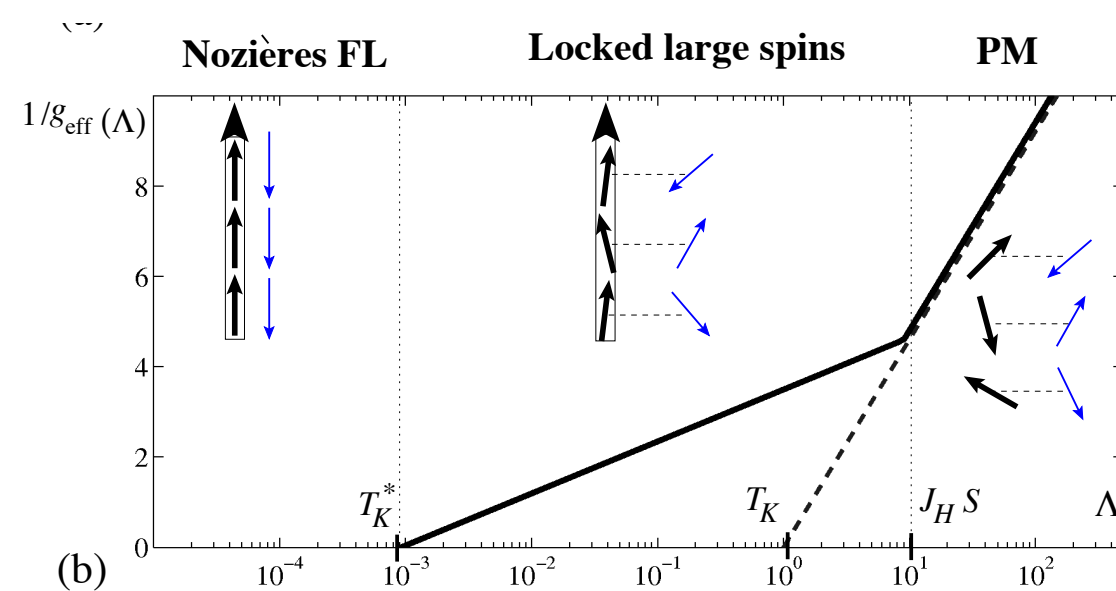 Nozières FL
Locked large spins
PM
1/g_eff (Λ)
8
6
4
2
0
T_K^*
T_K
J_H S
Λ
(b)
10^-4
10^-3
10^-2
10^-1
10^0
10^1
10^2